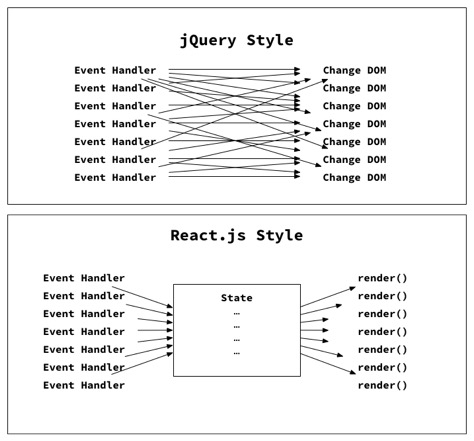 jQuery Style
Event Handler Change DOM
Event Handler Change DOM
Event Handler Change DOM
Event Handler Change DOM
Event Handler Change DOM
Event Handler Change DOM
Event Handler Change DOM
React.js Style
Event Handler render()
State
Event Handler render()
...
Event Handler render()
...
Event Handler render()
...
Event Handler render()
...
Event Handler render()
Event Handler render()